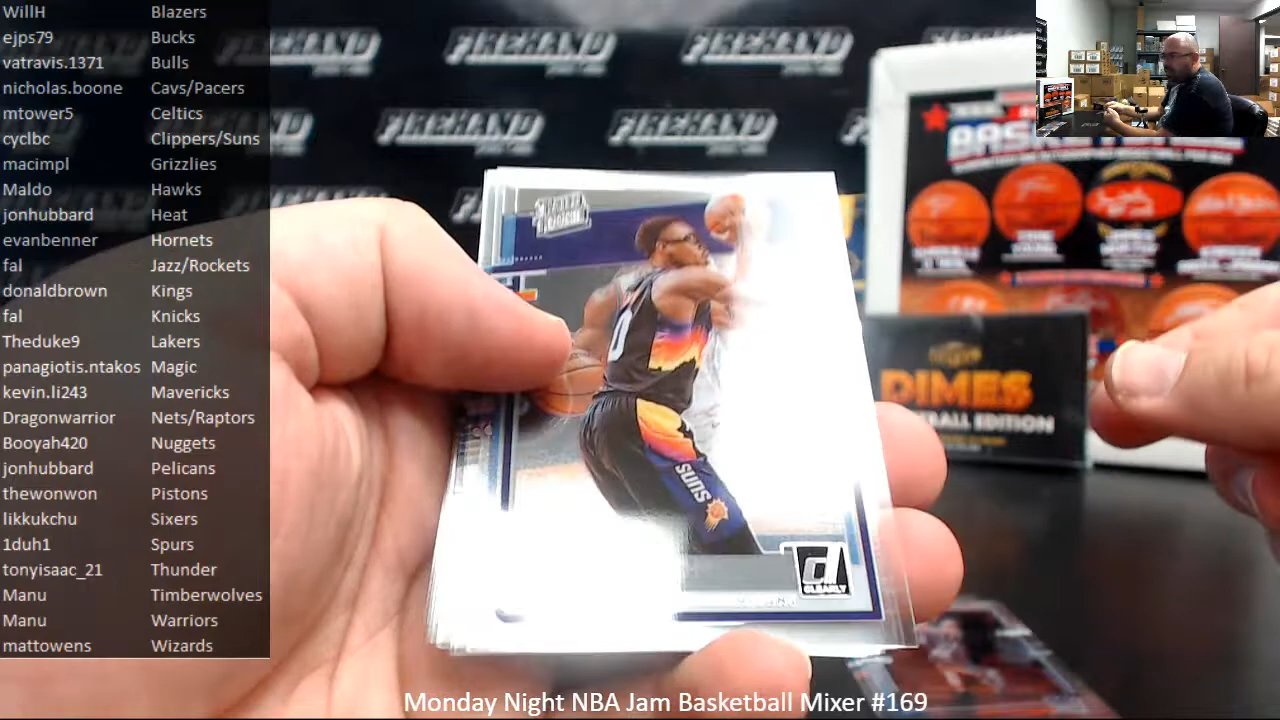 WillH Blazers
ejps79 Bucks
vatravis.1371 Bulls
nicholas.boone Cavs/Pacers
mtower5 Celtics
cyclbc Clippers/Suns
macimpl Grizzlies
Maldo Hawks
jonhubbard Heat
evanbenner Hornets
fal Jazz/Rockets
donaldbrown Kings
fal Knicks
Theduke9 Lakers
panagiotis.ntakos Magic
kevin.li243 Mavericks
Dragonwarrior Nets/Raptors
Booyah420 Nuggets
jonhubbard Pelicans
thewonwon Pistons
likkukchu Sixers
1duh1 Spurs
tonyisaac_21 Thunder
Manu Timberwolves
Manu Warriors
mattowens Wizards
FIREHAND FIREHAND FIREHAND
FIREHAND FIREHAND
RATED ROOKIE
SUNS
d
CLEARLY
DIMES
BASKETBALL EDITION
Monday Night NBA Jam Basketball Mixer #169